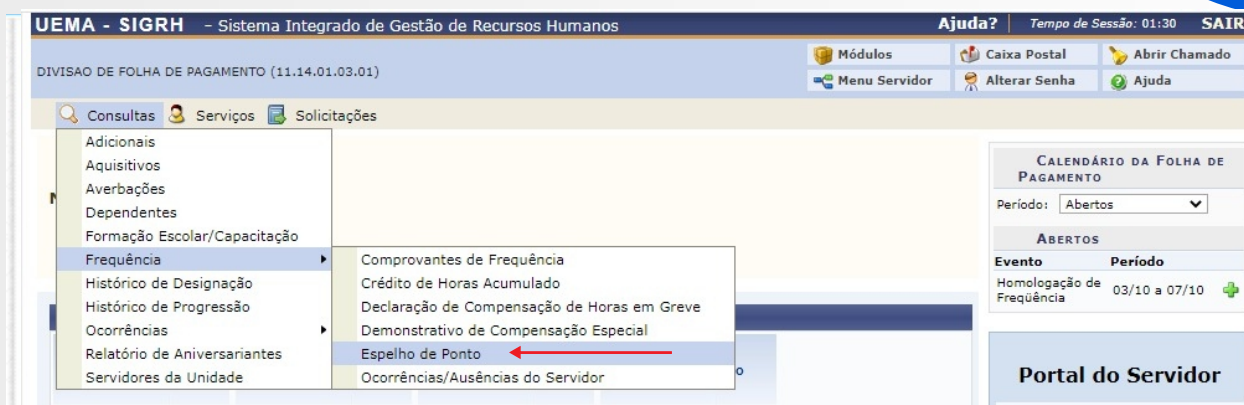 UEMA - SIGRH - Sistema Integrado de Gestão de Recursos Humanos Ajuda? Tempo de Sessão: 01:30 SAIR
DIVISAO DE FOLHA DE PAGAMENTO (11.14.01.03.01)
Módulos Caixa Postal Abrir Chamado
Menu Servidor Alterar Senha Ajuda
Consultas Serviços Solicitações
Adicionais
Aquisitivos
Averbações
Dependentes
Formação Escolar/Capacitação
Frequência
Histórico de Designação
Histórico de Progressão
Ocorrências
Relatório de Aniversariantes
Servidores da Unidade
Comprovantes de Frequência
Crédito de Horas Acumulado
Declaração de Compensação de Horas em Greve
Demonstrativo de Compensação Especial
Espelho de Ponto
Ocorrências/Ausências do Servidor
CALENDÁRIO DA FOLHA DE
PAGAMENTO
Período: Abertos
ABERTOS
Evento Período
Homologação de
Freqüência 03/10 a 07/10
Portal do Servidor